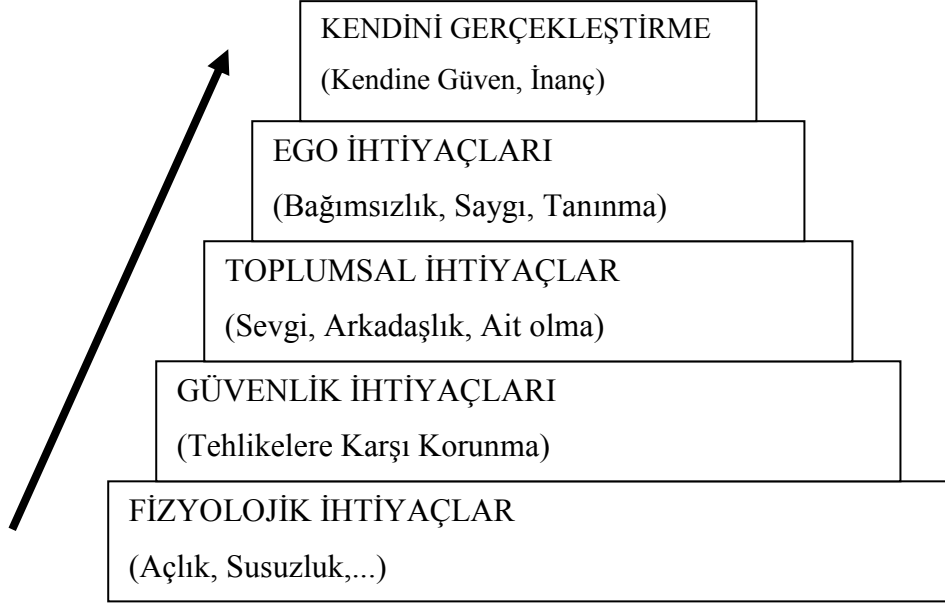 KENDİNİ GERÇEKLEŞTİRME
(Kendine Güven, İnanç)
EGO İHTİYAÇLARI
(Bağımsızlık, Saygı, Tanınma)
TOPLUMSAL İHTİYAÇLAR
(Sevgi, Arkadaşlık, Ait olma)
GÜVENLİK İHTİYAÇLARI
(Tehlikelere Karşı Korunma)
FİZYOLOJİK İHTİYAÇLAR
(Açlık, Susuzluk,...)